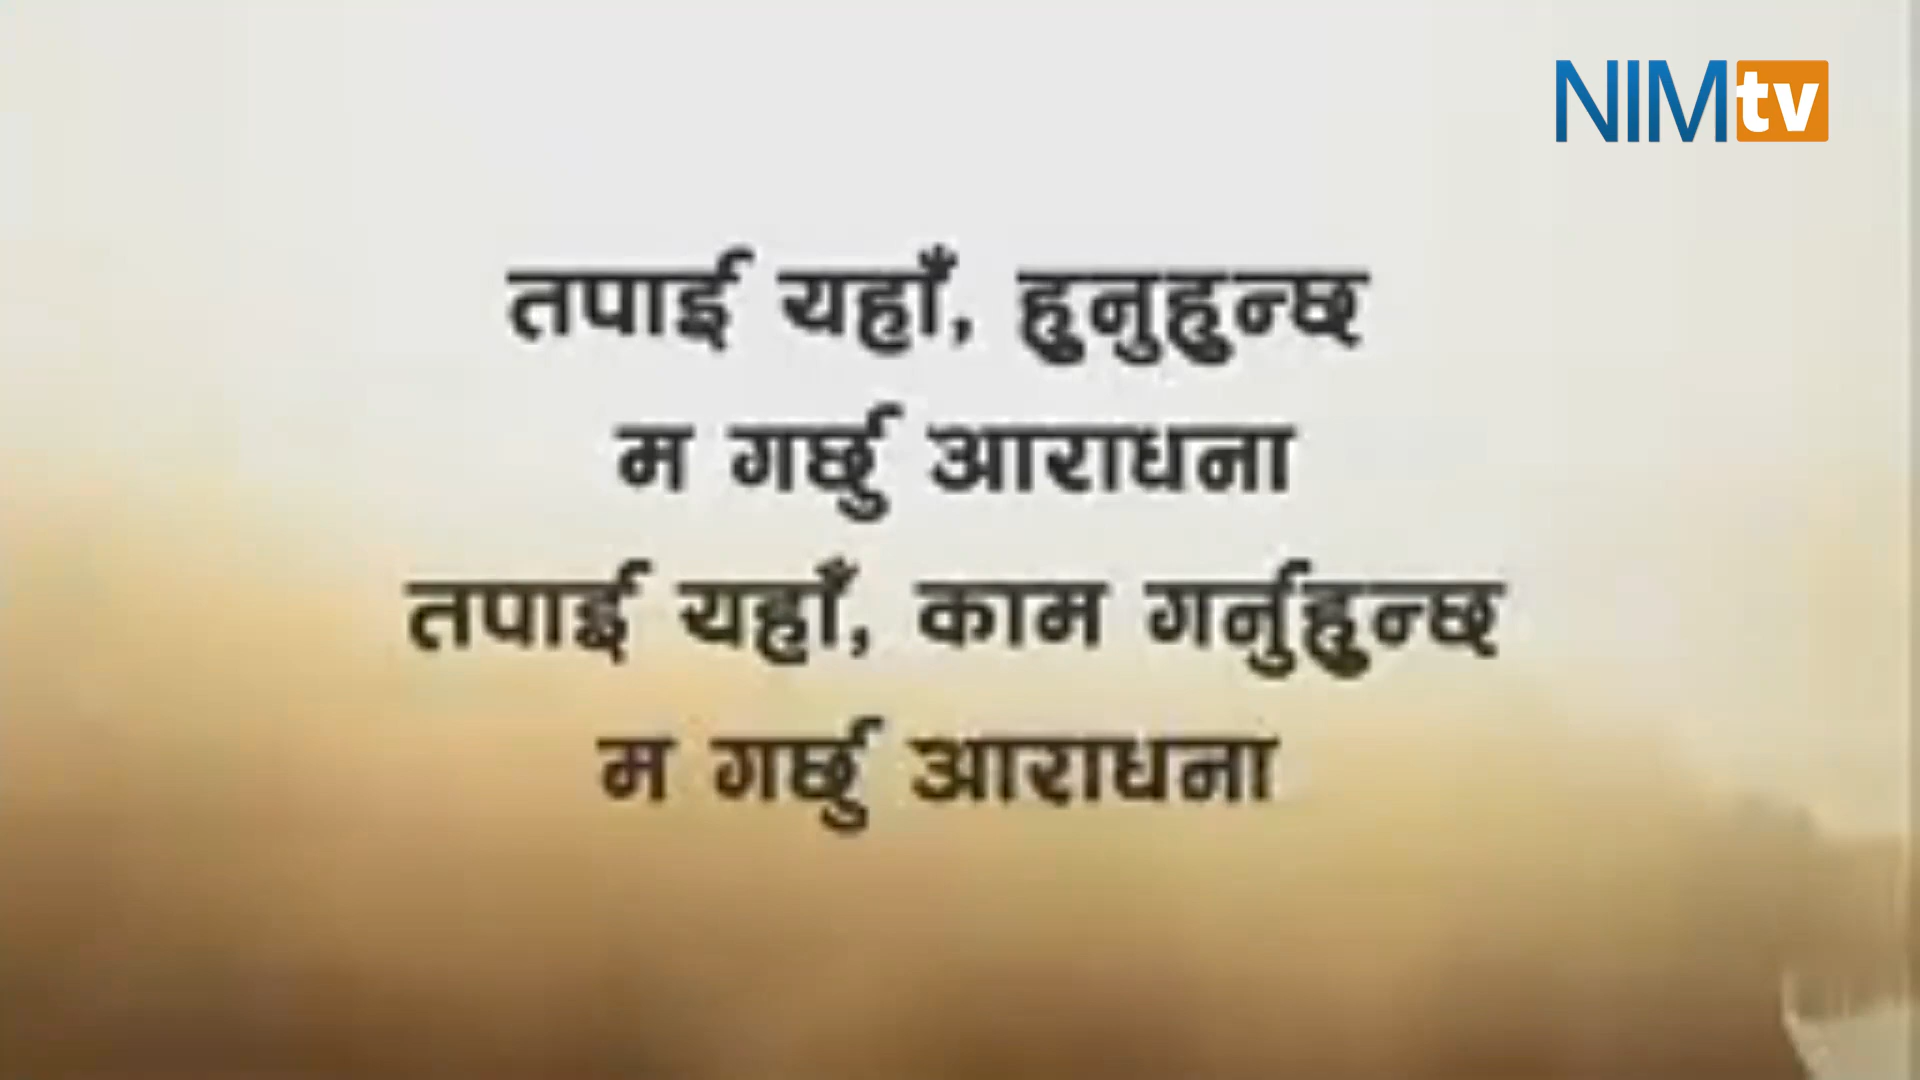 NIMtv
तपाई यहाँ, हुनुहुन्छ
म गर्छु आराधना
तपाई यहाँ, काम गर्नुहुन्छ
म गर्छु आराधना